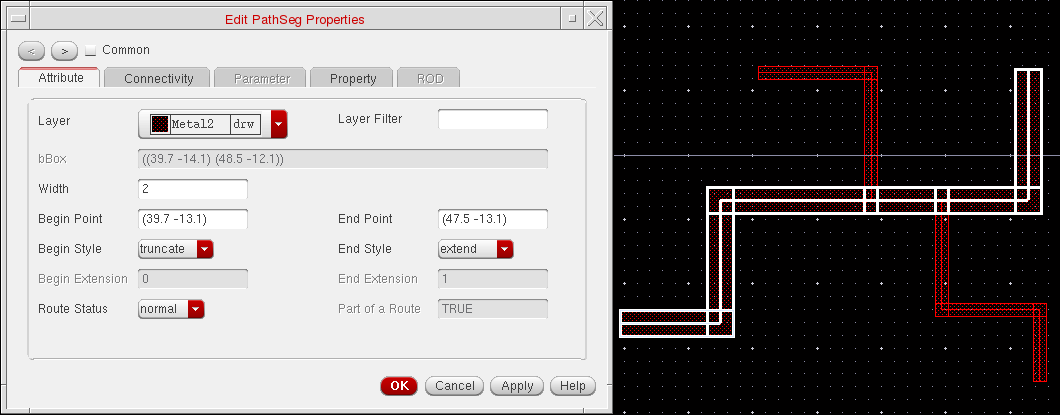 Edit PathSeg Properties
< > Common
Attribute Connectivity Parameter Property ROD
Layer Metal2 drw Layer Filter
bBox ((39.7 -14.1) (48.5 -12.1))
Width 2
Begin Point (39.7 -13.1) End Point (47.5 -13.1)
Begin Style truncate End Style extend
Begin Extension 0 End Extension 1
Route Status normal Part of a Route TRUE
OK Cancel Apply Help